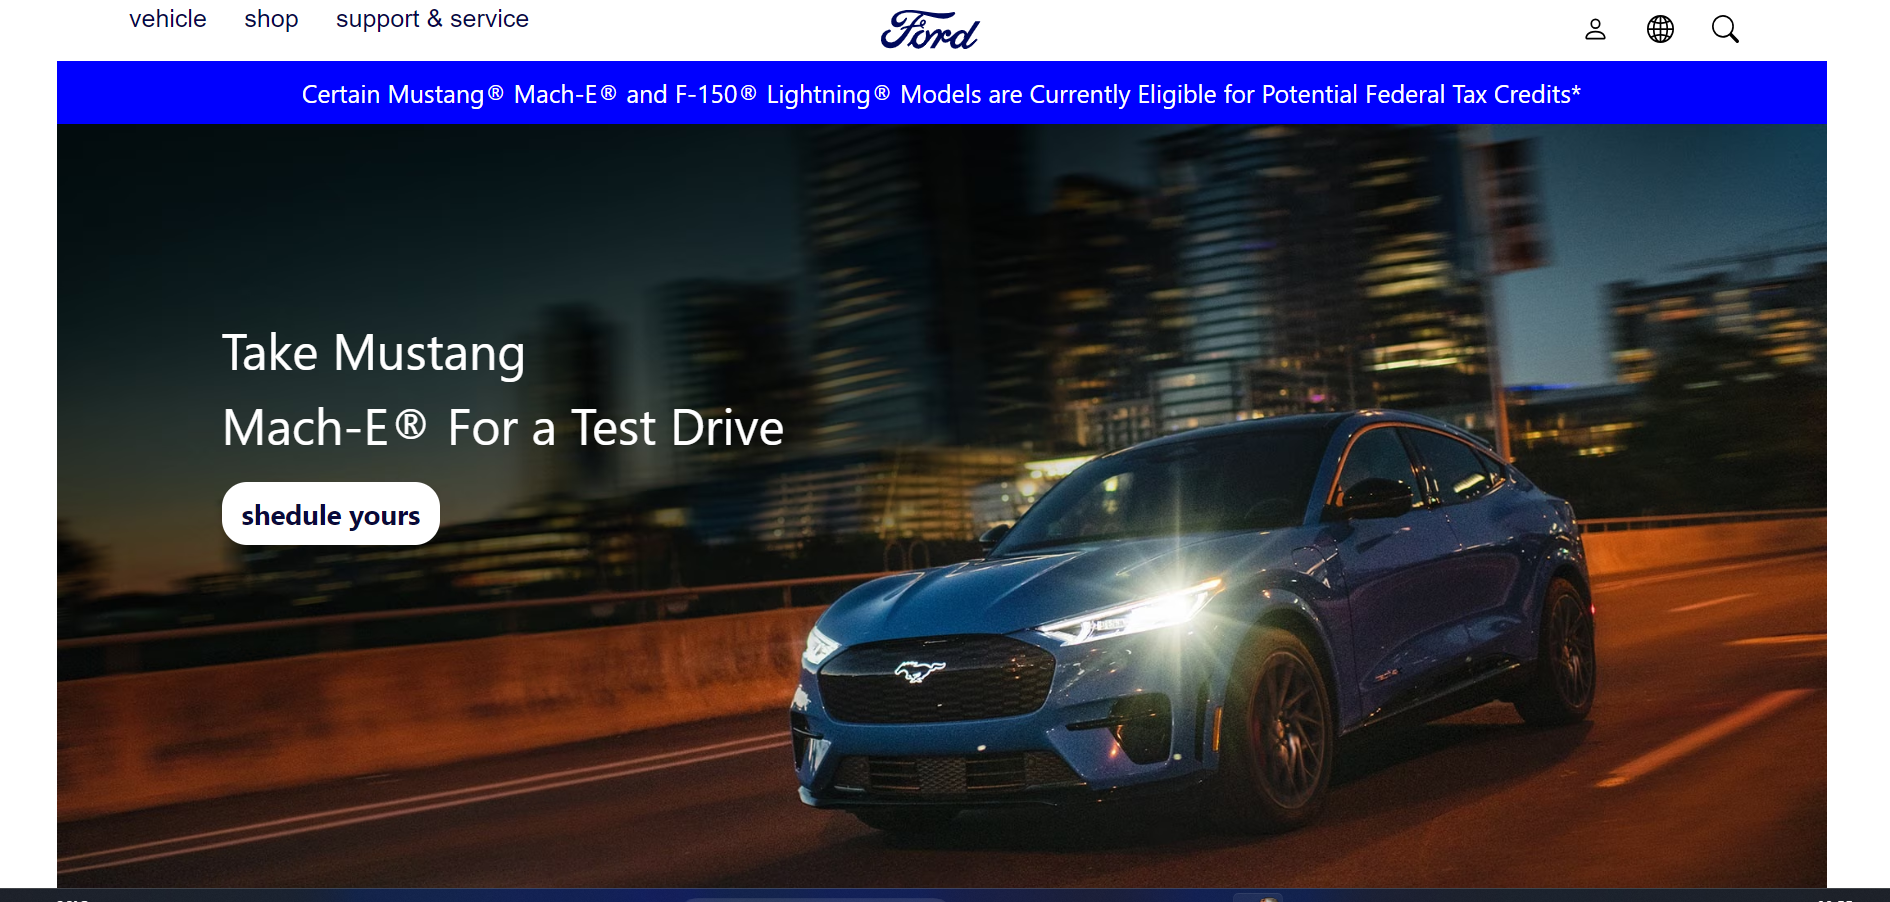 vehicle shop support & service
Ford
Certain Mustang® Mach-E® and F-150® Lightning® Models are Currently Eligible for Potential Federal Tax Credits*
Take Mustang
Mach-E® For a Test Drive
shedule yours